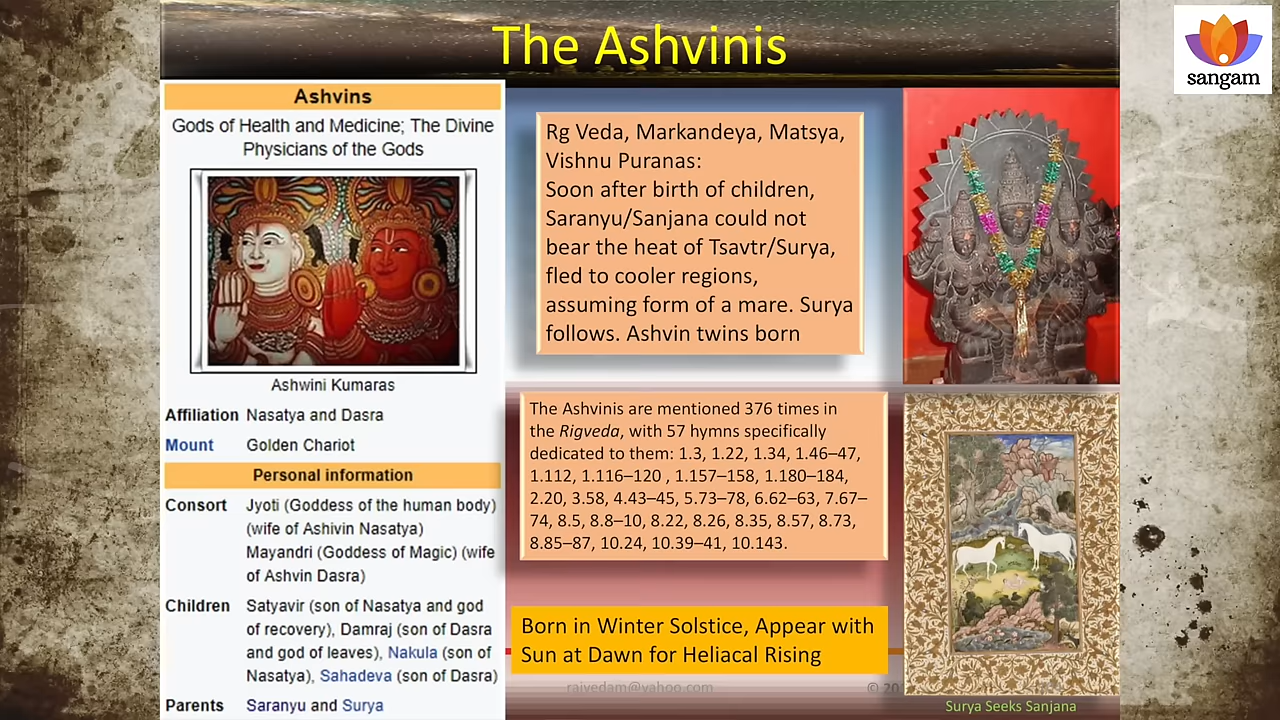 The Ashvinis
sangam
Ashvins
Gods of Health and Medicine; The Divine
Physicians of the Gods
Ashwini Kumaras
Affiliation Nasatya and Dasra
Mount Golden Chariot
Personal information
Consort Jyoti (Goddess of the human body)
(wife of Ashivin Nasatya)
Mayandri (Goddess of Magic) (wife
of Ashvin Dasra)
Children Satyavir (son of Nasatya and god
of recovery), Damraj (son of Dasra
and god of leaves), Nakula (son of
Nasatya), Sahadeva (son of Dasra)
Parents Saranyu and Surya
Rg Veda, Markandeya, Matsya,
Vishnu Puranas:
Soon after birth of children,
Saranyu/Sanjana could not
bear the heat of Tsavtr/Surya,
fled to cooler regions,
assuming form of a mare. Surya
follows. Ashvin twins born
The Ashvinis are mentioned 376 times in
the Rigveda, with 57 hymns specifically
dedicated to them: 1.3, 1.22, 1.34, 1.46–47,
1.112, 1.116–120 , 1.157–158, 1.180–184,
2.20, 3.58, 4.43–45, 5.73–78, 6.62–63, 7.67–
74, 8.5, 8.8–10, 8.22, 8.26, 8.35, 8.57, 8.73,
8.85–87, 10.24, 10.39–41, 10.143.
Born in Winter Solstice, Appear with
Sun at Dawn for Heliacal Rising
raivedam@yahoo.com
©
Surya Seeks Sanjana